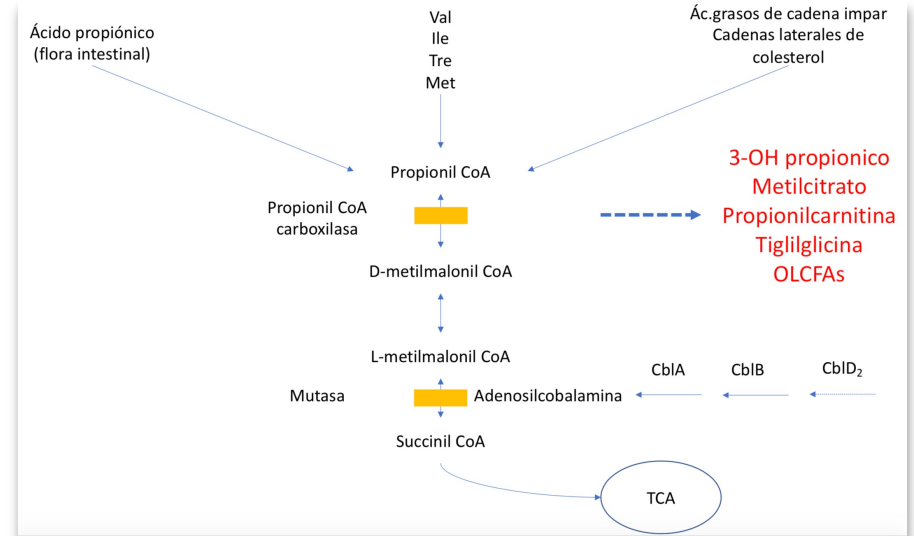 Ácido propiónico
(flora intestinal)
Val
Ile
Tre
Met
Ác.grasos de cadena impar
Cadenas laterales de
colesterol
Propionil CoA
Propionil CoA
carboxilasa
3-OH propionico
Metilcitrato
Propionilcarnitina
Tiglilglicina
OLCFAs
D-metilmalonil CoA
L-metilmalonil CoA
Mutasa
Adenosilcobalamina
CblA
CblB
CblD₂
Succinil CoA
TCA